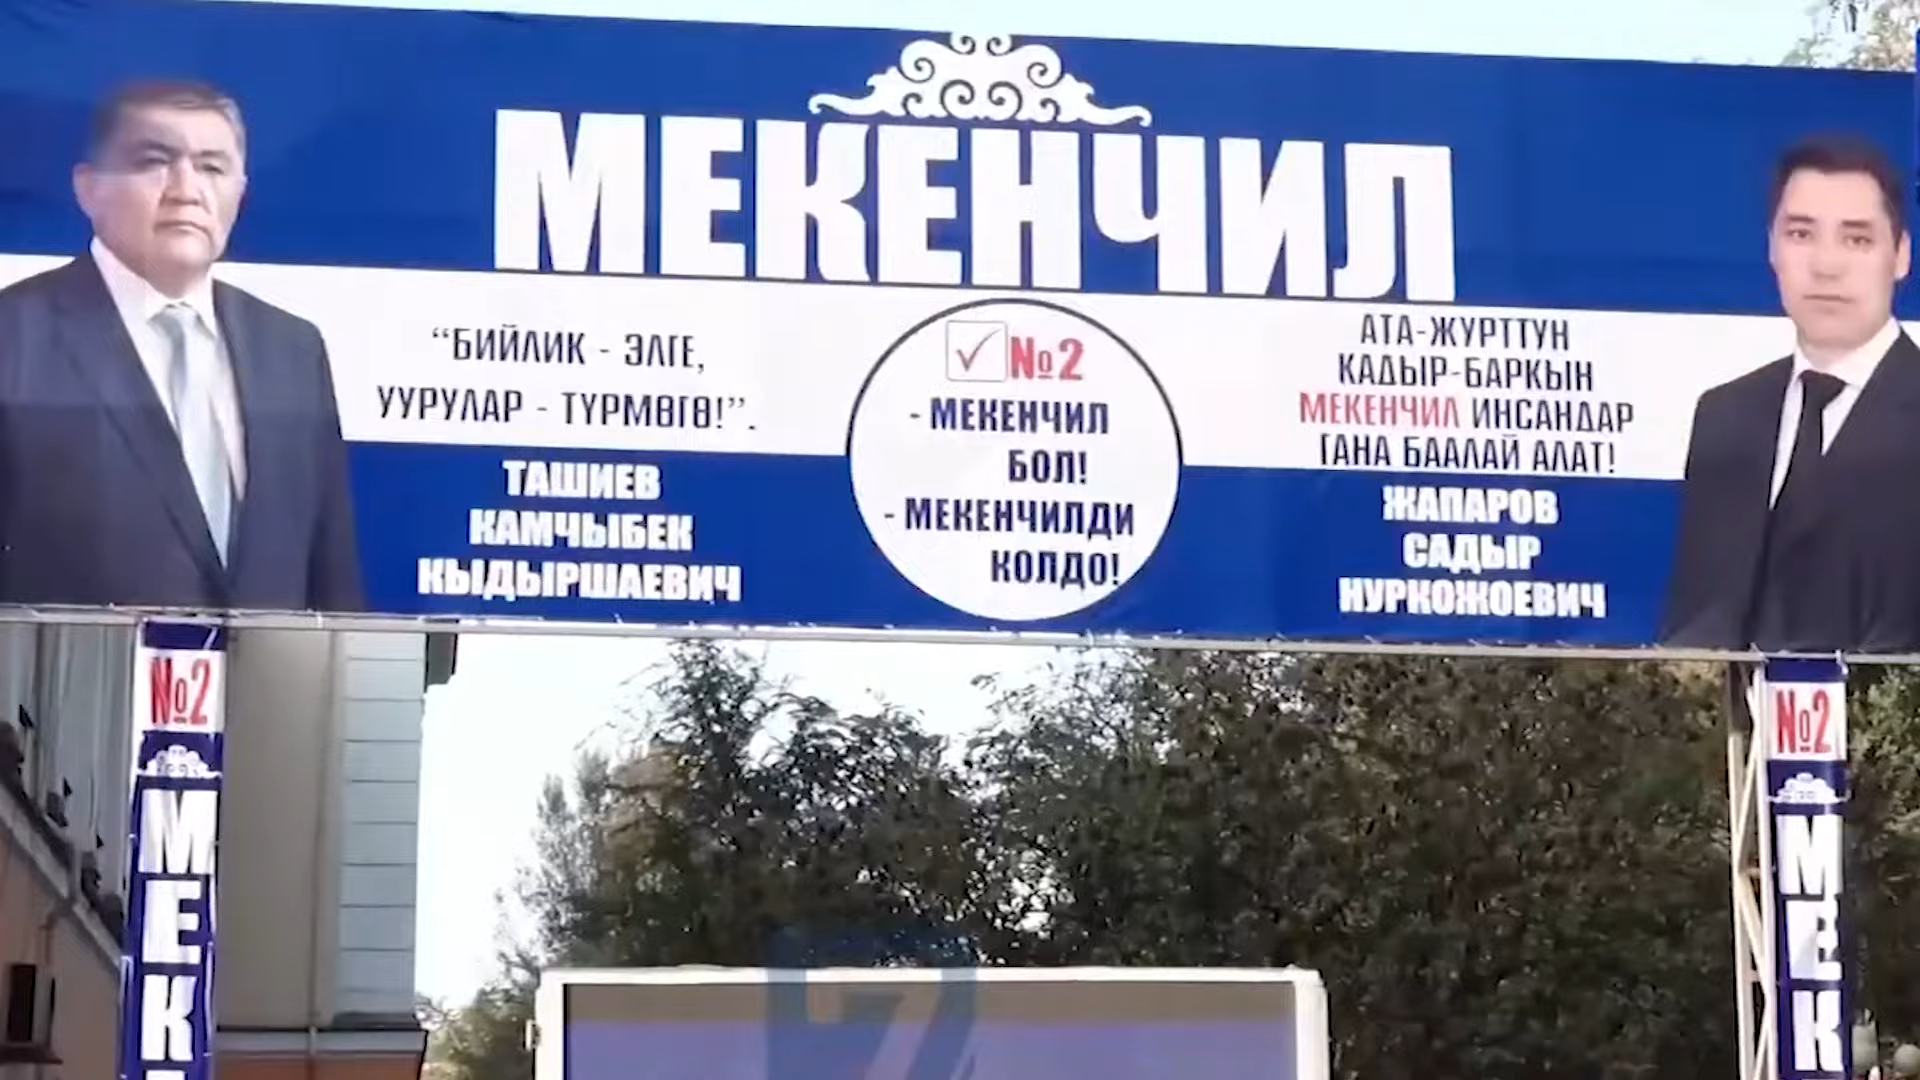 МЕКЕНЧИЛ
“БИЙЛИК - ЭЛГЕ,
УУРУЛАР - ТҮРМӨГӨ!”.
ТАШИЕВ
КАМЧЫБЕК
КЫДЫРШАЕВИЧ
№2
- МЕКЕНЧИЛ
БОЛ!
- МЕКЕНЧИЛДИ
КОЛДО!
АТА-ЖУРТТУН
КАДЫР-БАРКЫН
МЕКЕНЧИЛ ИНСАНДАР
ГАНА БААЛАЙ АЛАТ!
ЖАПАРОВ
САДЫР
НУРКОЖОЕВИЧ
№2
МЕК
№2
МЕК
7